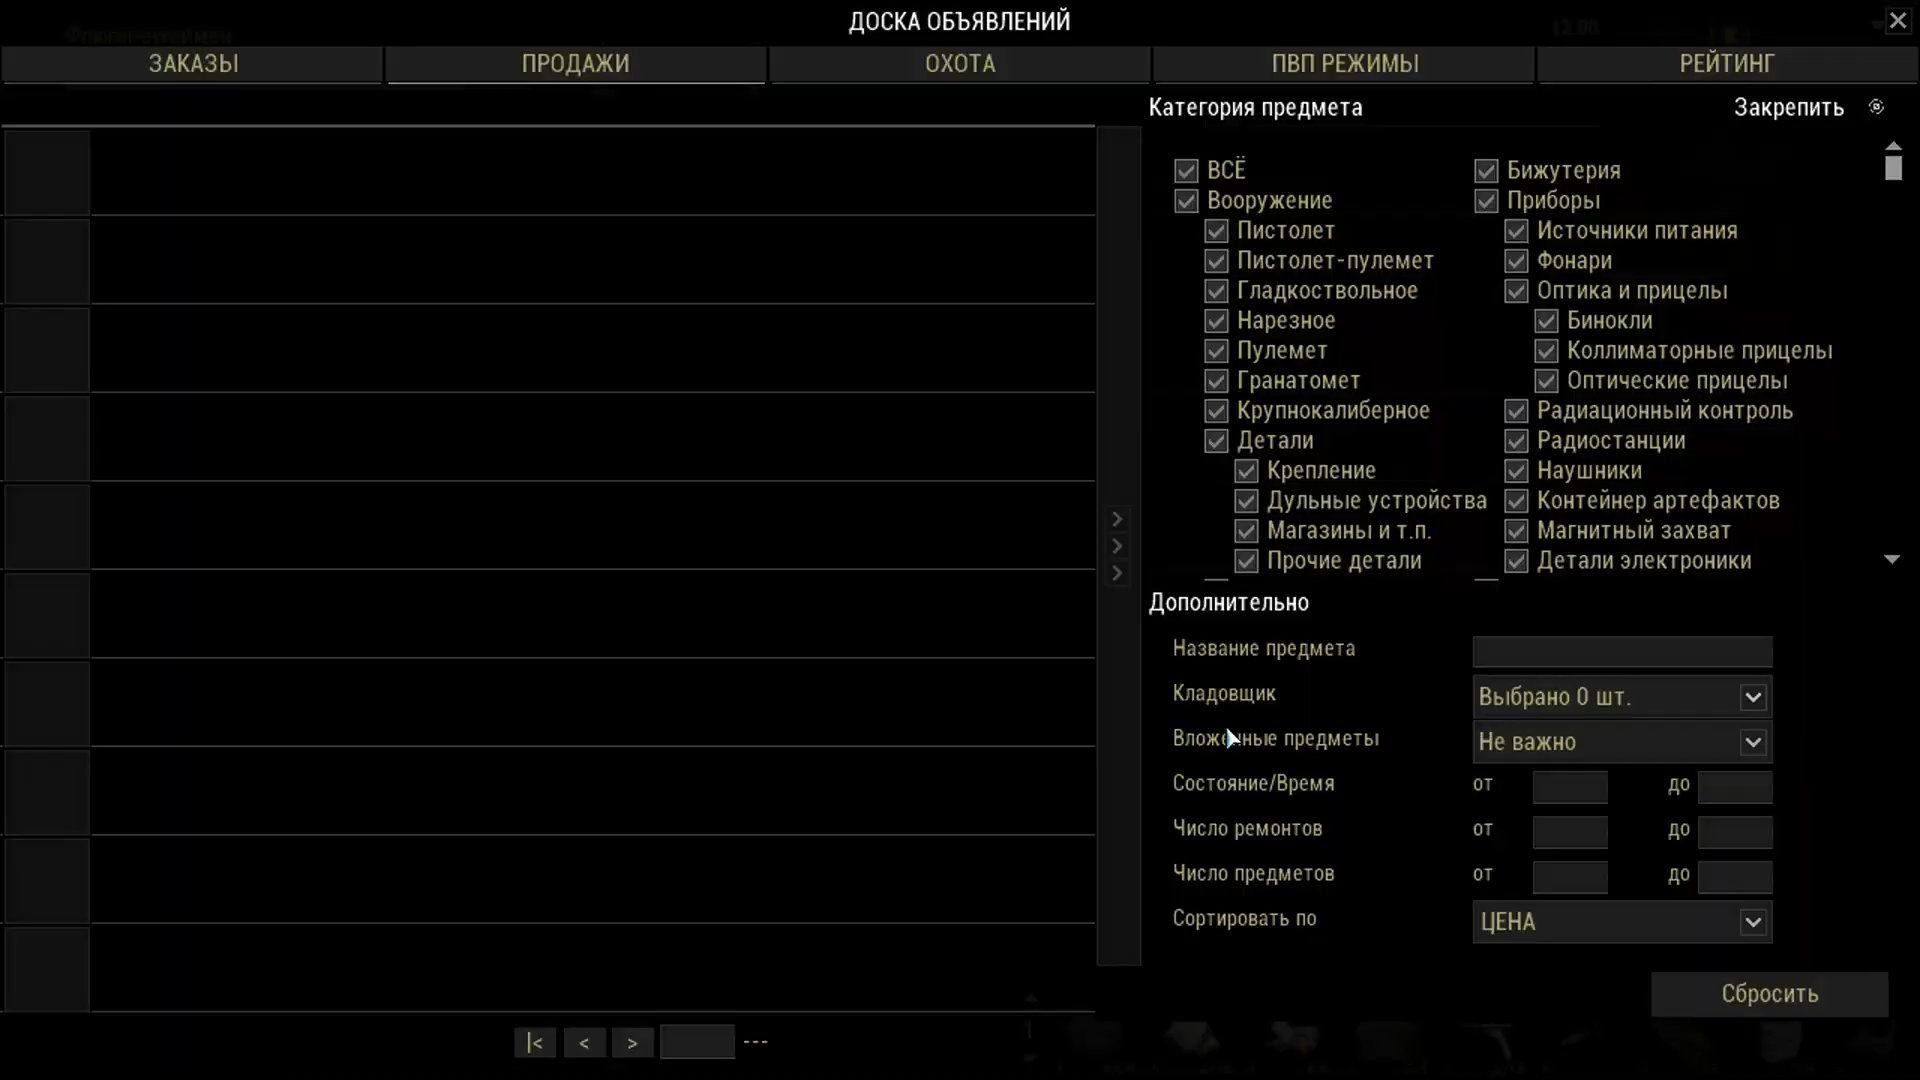 ДОСКА ОБЪЯВЛЕНИЙ
ЗАКАЗЫ
ПРОДАЖИ
ОХОТА
ПВП РЕЖИМЫ
РЕЙТИНГ
Категория предмета
Закрепить
ВСЁ
Вооружение
Пистолет
Пистолет-пулемет
Гладкоствольное
Нарезное
Пулемет
Гранатомет
Крупнокалиберное
Детали
Крепление
Дульные устройства
Магазины и т.п.
Прочие детали
Бижутерия
Приборы
Источники питания
Фонари
Оптика и прицелы
Бинокли
Коллиматорные прицелы
Оптические прицелы
Радиационный контроль
Радиостанции
Наушники
Контейнер артефактов
Магнитный захват
Детали электроники
Дополнительно
Название предмета
Кладовщик
Выбрано 0 шт.
Вложенные предметы
Не важно
Состояние/Время
от
до
Число ремонтов
от
до
Число предметов
от
до
Сортировать по
ЦЕНА
Сбросить
|<
<
>
---